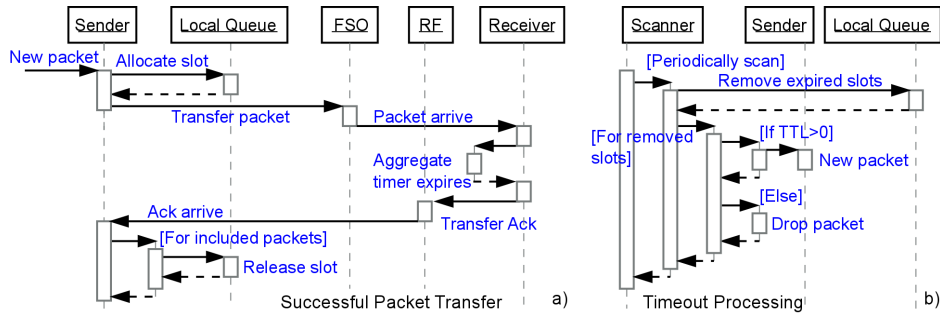 Sender
Local Queue
FSO
RF
Receiver
New packet
Allocate slot
Transfer packet
Packet arrive
Aggregate
timer expires
Transfer Ack
Ack arrive
[For included packets]
Release slot
Successful Packet Transfer
a)
Scanner
Sender
Local Queue
[Periodically scan]
Remove expired slots
[For removed
slots]
[If TTL>0]
New packet
[Else]
Drop packet
Timeout Processing
b)